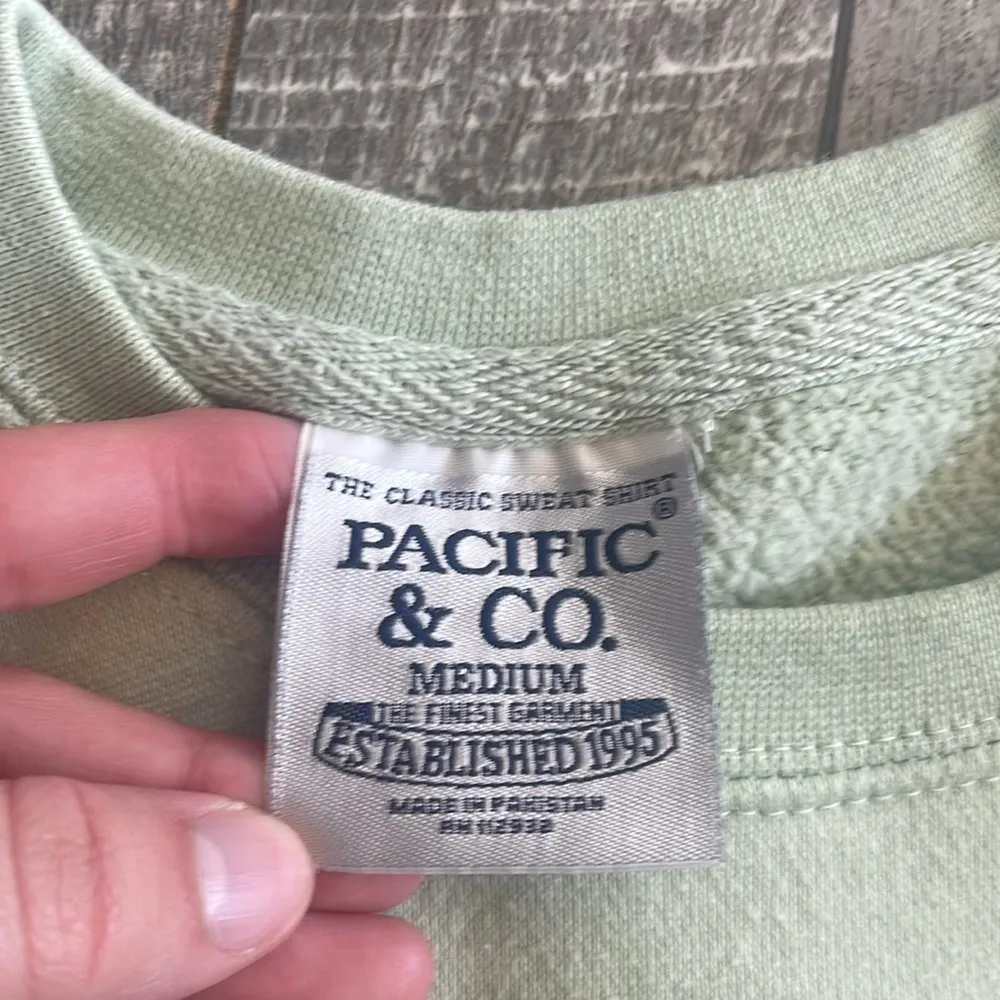 THE CLASSIC SWEAT SHIRT
PACIFIC®
& CO.
MEDIUM
THE FINEST GARMENT
ESTABLISHED 1995
MADE IN PAKISTAN
RN 112932